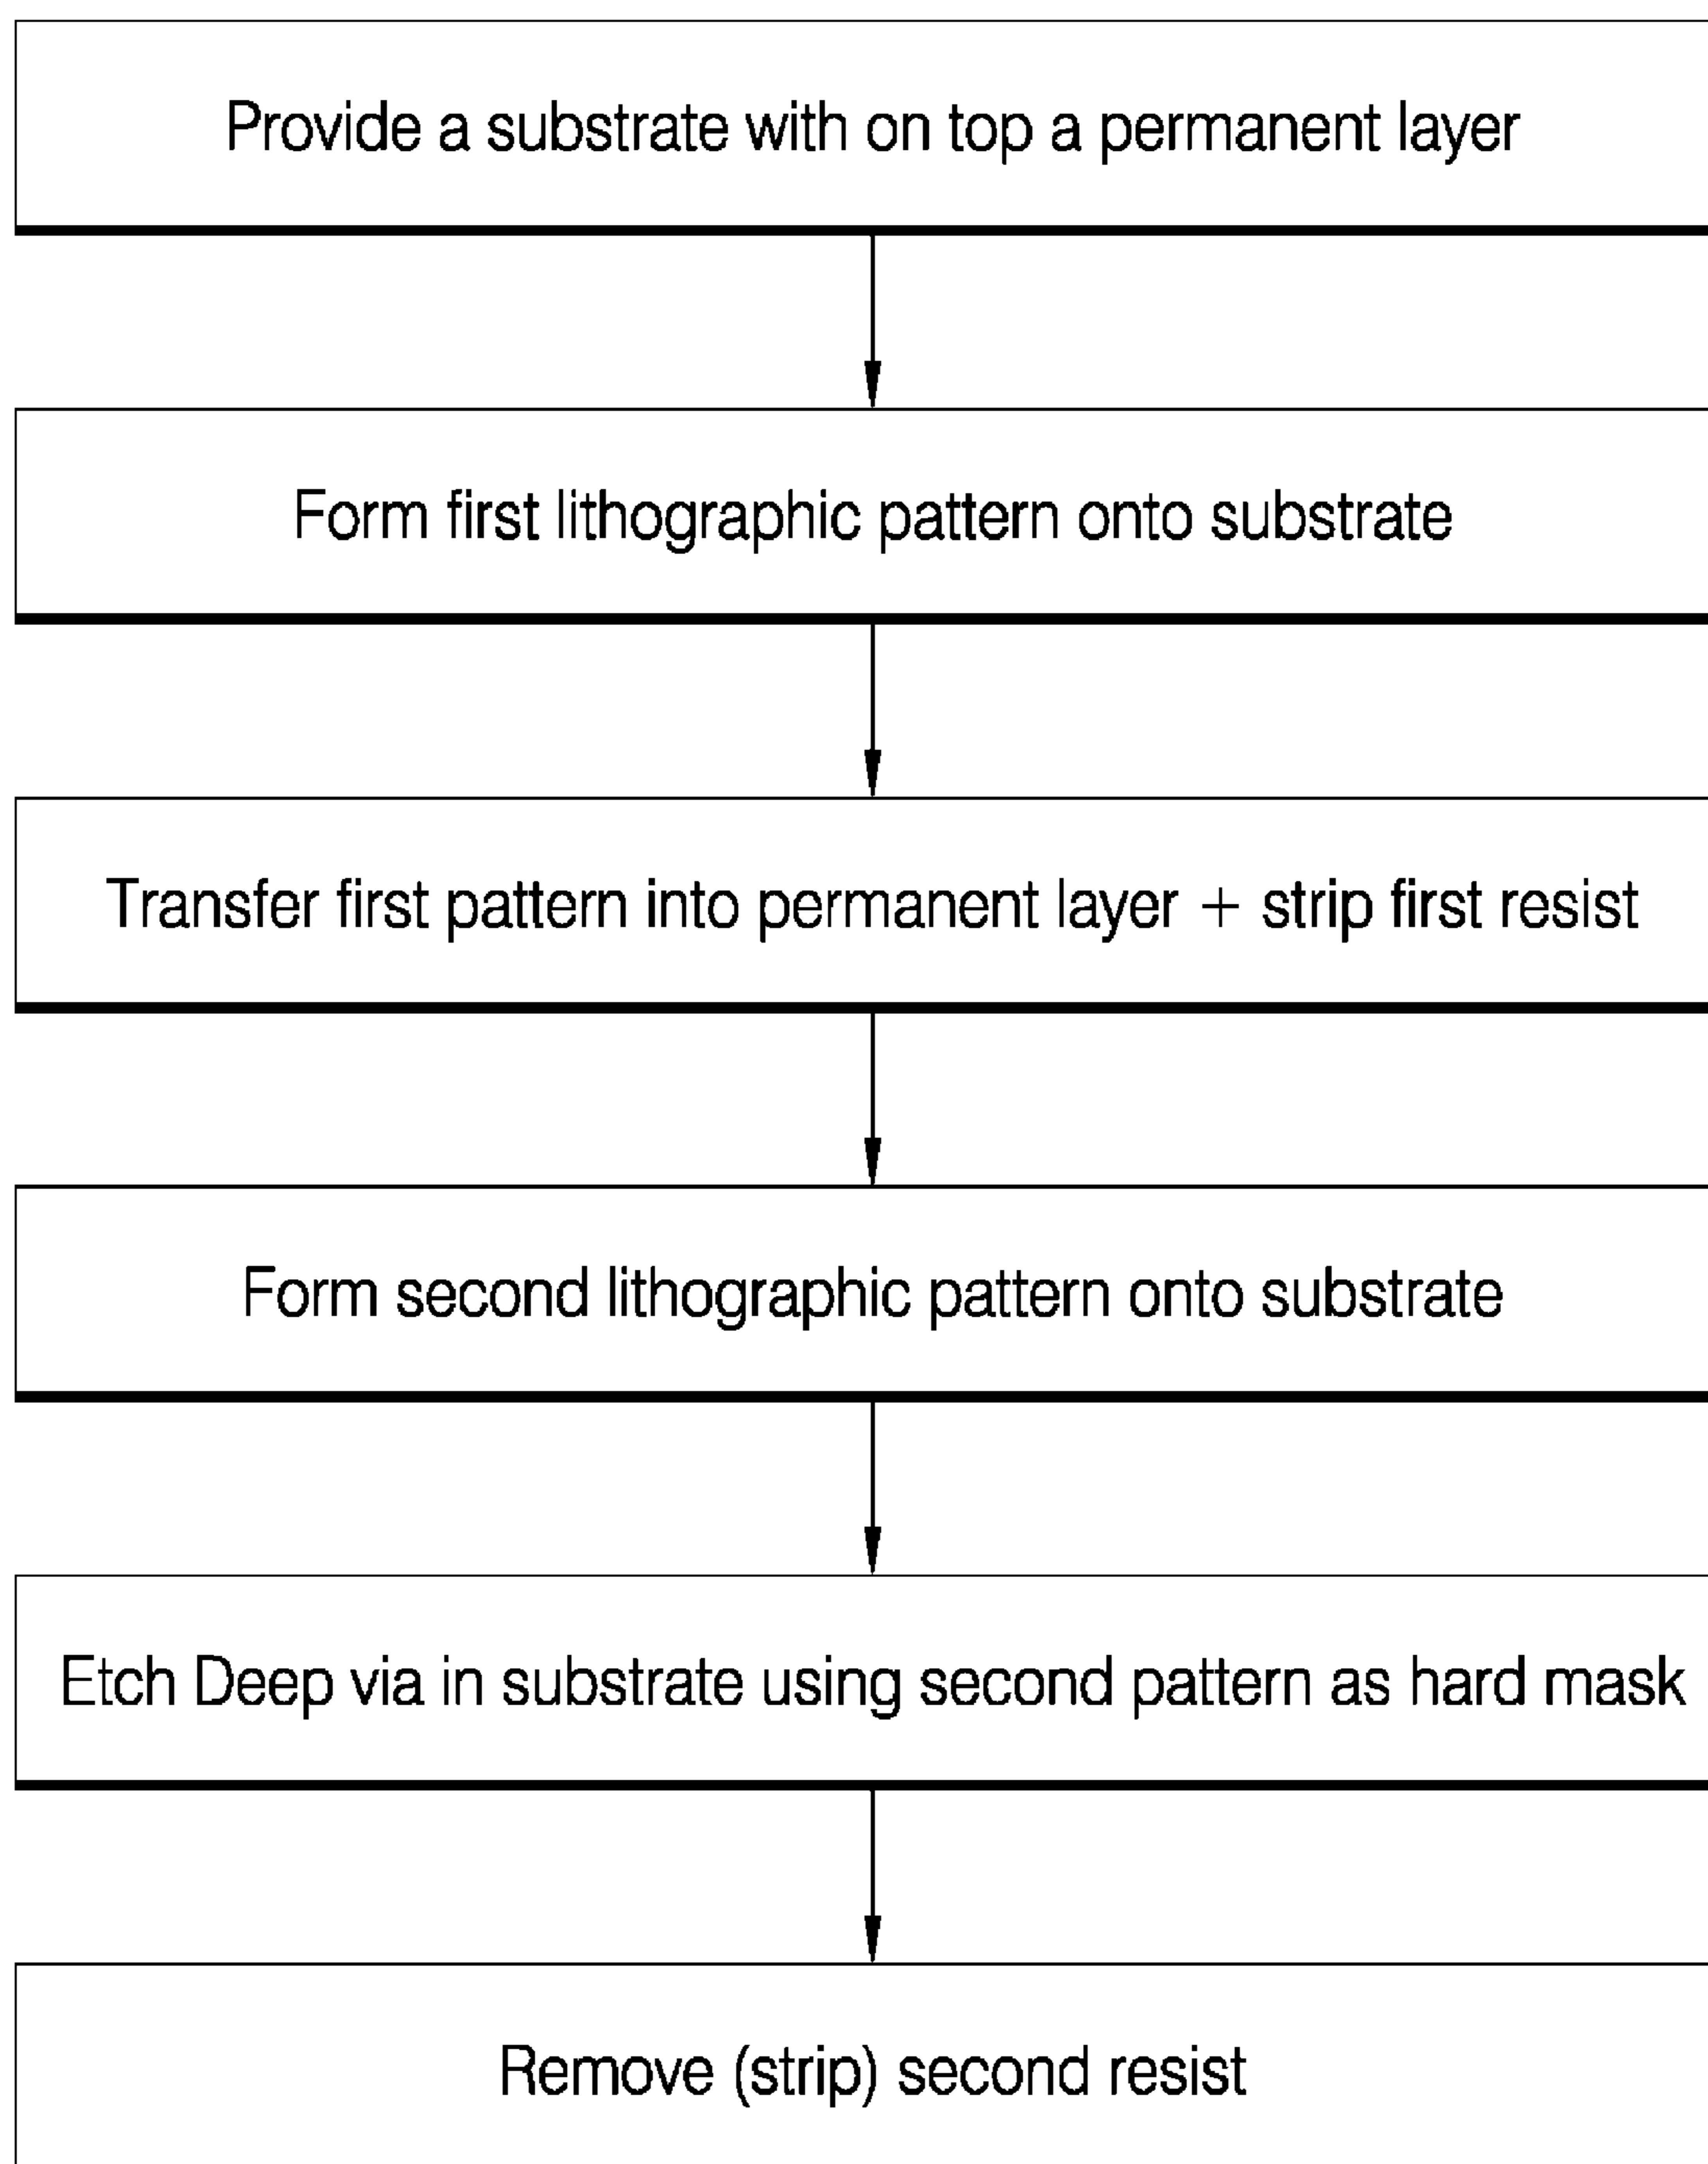 Provide a substrate with on top a permanent layer
Form first lithographic pattern onto substrate
Transfer first pattern into permanent layer + strip first resist
Form second lithographic pattern onto substrate
Etch Deep via in substrate using second pattern as hard mask
Remove (strip) second resist